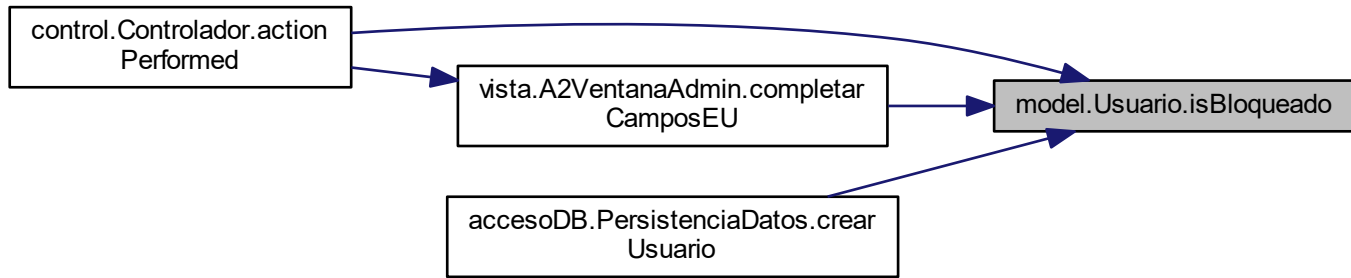 control.Controlador.action
Performed
vista.A2VentanaAdmin.completar
CamposEU
model.Usuario.isBloqueado
accesoDB.PersistenciaDatos.crear
Usuario